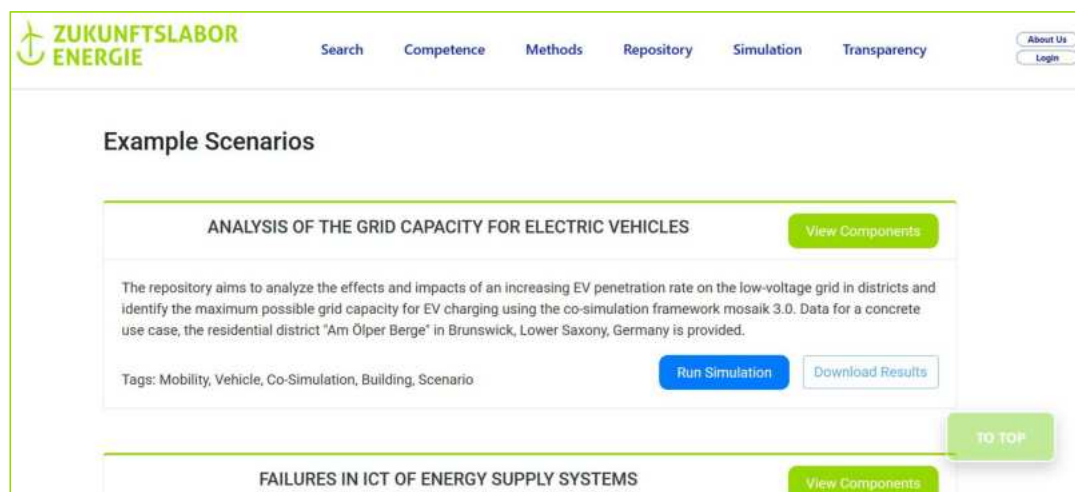 ZUKUNFTSLABOR
ENERGIE
Search Competence Methods Repository Simulation Transparency
About Us
Login
Example Scenarios
ANALYSIS OF THE GRID CAPACITY FOR ELECTRIC VEHICLES
View Components
The repository aims to analyze the effects and impacts of an increasing EV penetration rate on the low-voltage grid in districts and
identify the maximum possible grid capacity for EV charging using the co-simulation framework mosaik 3.0. Data for a concrete
use case, the residential district "Am Ölper Berge" in Brunswick, Lower Saxony, Germany is provided.
Tags: Mobility, Vehicle, Co-Simulation, Building, Scenario
Run Simulation
Download Results
TO TOP
FAILURES IN ICT OF ENERGY SUPPLY SYSTEMS
View Components